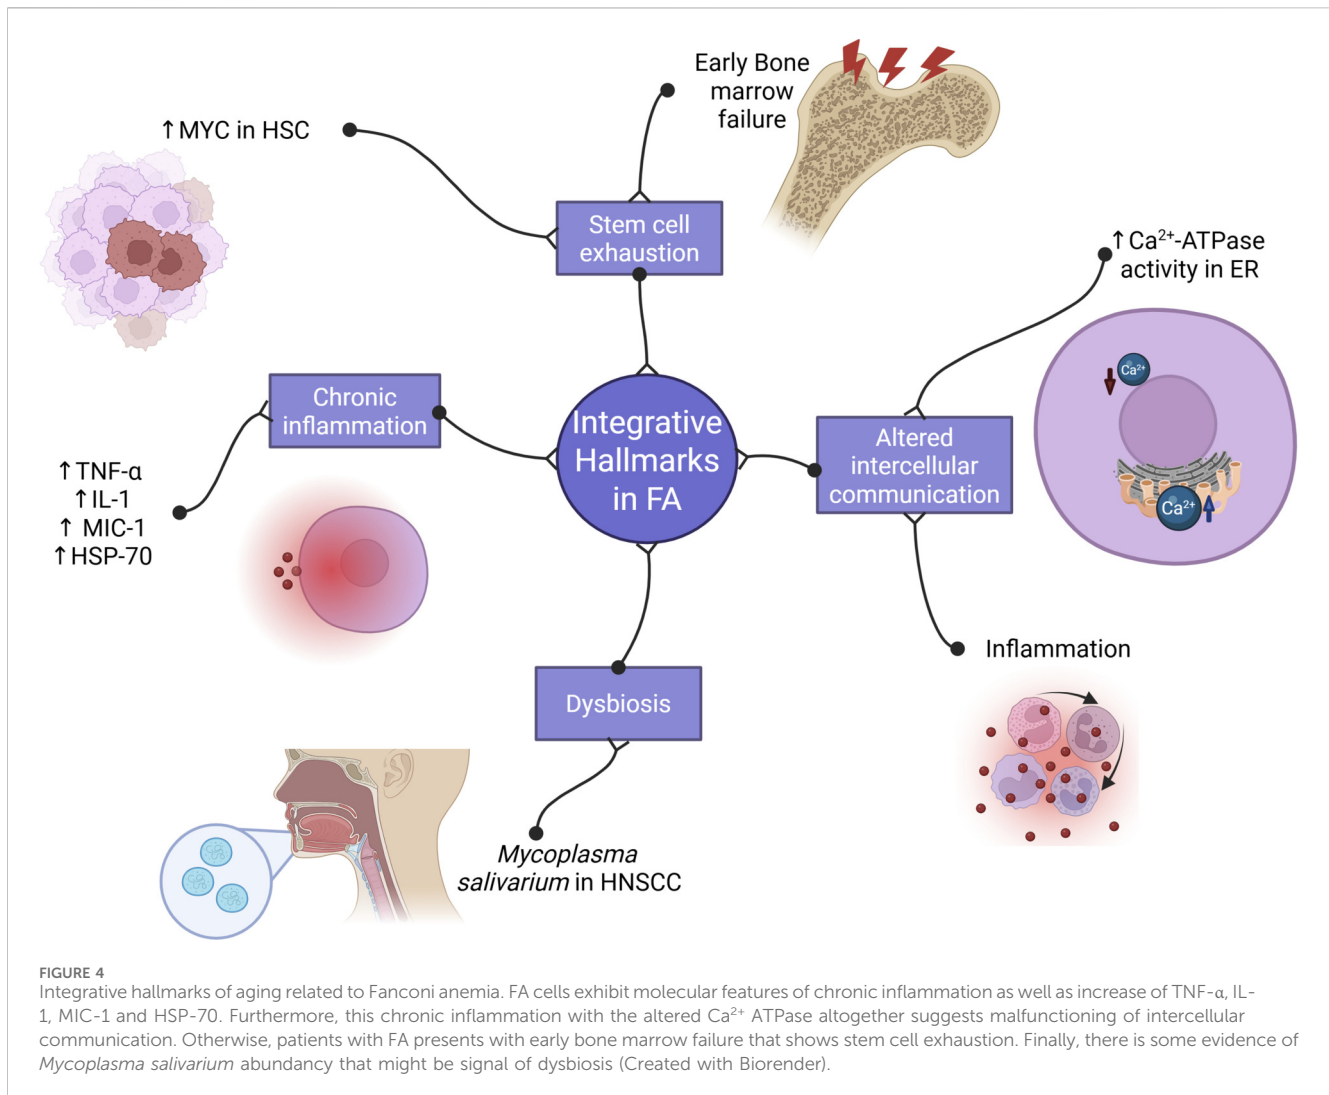 Early Bone
marrow
failure
↑MYC in HSC
Stem cell
exhaustion
↑Ca²⁺-ATPase
activity in ER
Ca²⁺
Ca²⁺
Chronic
inflammation
Integrative
Hallmarks
in FA
Altered
intercellular
communication
↑TNF-α
↑IL-1
↑ MIC-1
↑HSP-70
Inflammation
Dysbiosis
Mycoplasma
salivarium in HNSCC
FIGURE 4
Integrative hallmarks of aging related to Fanconi anemia. FA cells exhibit molecular features of chronic inflammation as well as increase of TNF-α, IL-
1, MIC-1 and HSP-70. Furthermore, this chronic inflammation with the altered Ca²⁺ ATPase altogether suggests malfunctioning of intercellular
communication. Otherwise, patients with FA presents with early bone marrow failure that shows stem cell exhaustion. Finally, there is some evidence of
Mycoplasma salivarium abundancy that might be signal of dysbiosis (Created with Biorender).